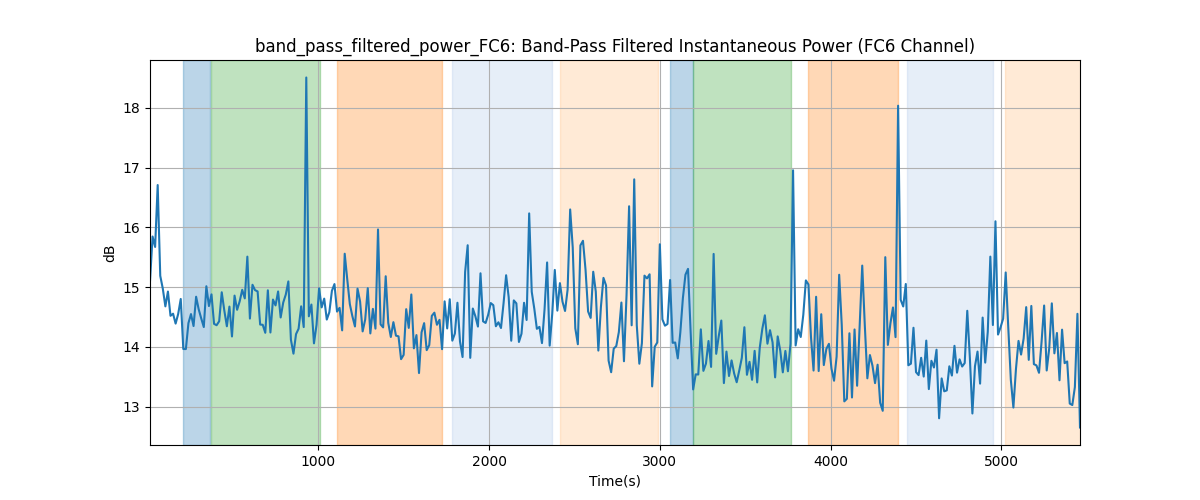 band_pass_filtered_power_FC6: Band-Pass Filtered Instantaneous Power (FC6 Channel)
18
17
16
15
14
13
dB
1000 2000 3000 4000 5000
Time(s)